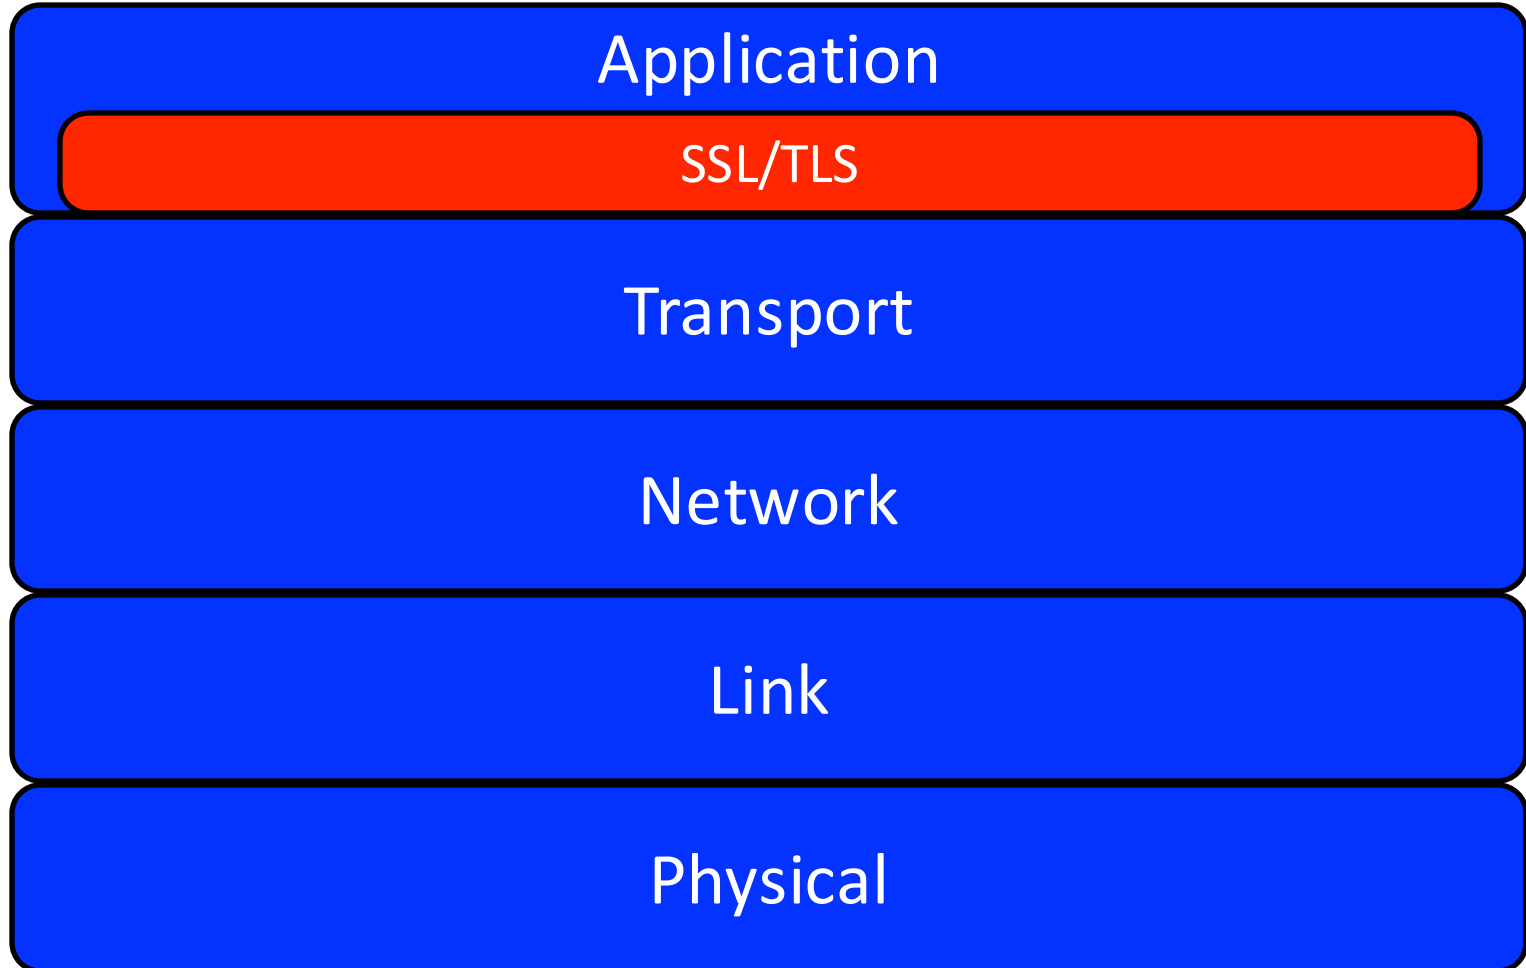 Application
SSL/TLS
Transport
Network
Link
Physical